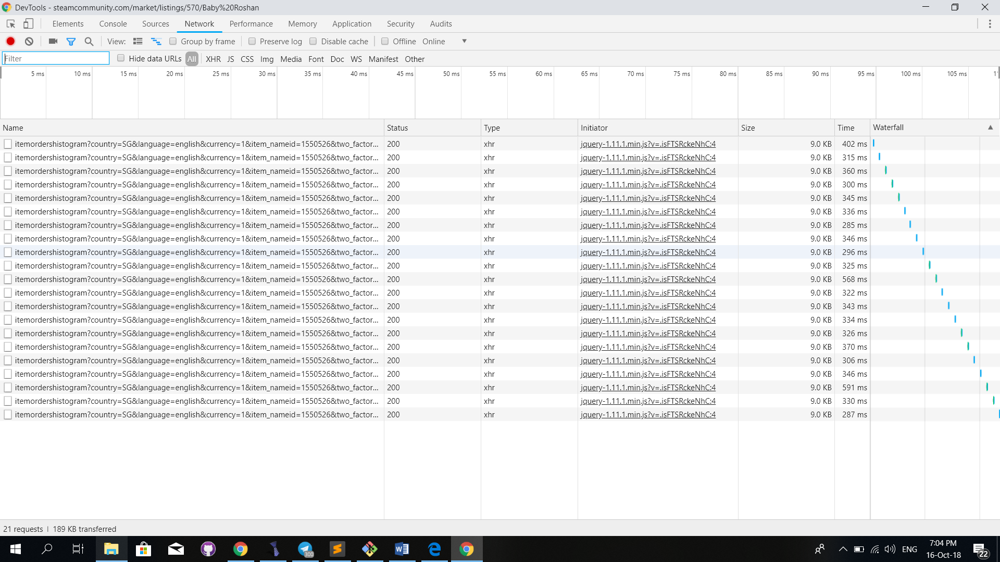 DevTools - steamcommunity.com/market/listings/570/Baby%20Roshan
Elements Console Sources Network Performance Memory Application Security Audits
View: Group by frame Preserve log Disable cache Offline Online
Filter Hide data URLs All XHR JS CSS Img Media Font Doc WS Manifest Other
5 ms 10 ms 15 ms 20 ms 25 ms 30 ms 35 ms 40 ms 45 ms 50 ms 55 ms 60 ms 65 ms 70 ms 75 ms 80 ms 85 ms 90 ms 95 ms 100 ms 105 ms
Name Status Type Initiator Size Time Waterfall
itemordershistogram?country=SG&language=english&currency=1&item_nameid=1550526&two_factor... 200 xhr jquery-1.11.1.min.js?v=.isFTSRckeNhC:4 9.0 KB 402 ms
itemordershistogram?country=SG&language=english&currency=1&item_nameid=1550526&two_factor... 200 xhr jquery-1.11.1.min.js?v=.isFTSRckeNhC:4 9.0 KB 315 ms
itemordershistogram?country=SG&language=english&currency=1&item_nameid=1550526&two_factor... 200 xhr jquery-1.11.1.min.js?v=.isFTSRckeNhC:4 9.0 KB 360 ms
itemordershistogram?country=SG&language=english&currency=1&item_nameid=1550526&two_factor... 200 xhr jquery-1.11.1.min.js?v=.isFTSRckeNhC:4 9.0 KB 300 ms
itemordershistogram?country=SG&language=english&currency=1&item_nameid=1550526&two_factor... 200 xhr jquery-1.11.1.min.js?v=.isFTSRckeNhC:4 9.0 KB 345 ms
itemordershistogram?country=SG&language=english&currency=1&item_nameid=1550526&two_factor... 200 xhr jquery-1.11.1.min.js?v=.isFTSRckeNhC:4 9.0 KB 336 ms
itemordershistogram?country=SG&language=english&currency=1&item_nameid=1550526&two_factor... 200 xhr jquery-1.11.1.min.js?v=.isFTSRckeNhC:4 9.0 KB 285 ms
itemordershistogram?country=SG&language=english&currency=1&item_nameid=1550526&two_factor... 200 xhr jquery-1.11.1.min.js?v=.isFTSRckeNhC:4 9.0 KB 346 ms
itemordershistogram?country=SG&language=english&currency=1&item_nameid=1550526&two_factor... 200 xhr jquery-1.11.1.min.js?v=.isFTSRckeNhC:4 9.0 KB 296 ms
itemordershistogram?country=SG&language=english&currency=1&item_nameid=1550526&two_factor... 200 xhr jquery-1.11.1.min.js?v=.isFTSRckeNhC:4 9.0 KB 325 ms
itemordershistogram?country=SG&language=english&currency=1&item_nameid=1550526&two_factor... 200 xhr jquery-1.11.1.min.js?v=.isFTSRckeNhC:4 9.0 KB 568 ms
itemordershistogram?country=SG&language=english&currency=1&item_nameid=1550526&two_factor... 200 xhr jquery-1.11.1.min.js?v=.isFTSRckeNhC:4 9.0 KB 322 ms
itemordershistogram?country=SG&language=english&currency=1&item_nameid=1550526&two_factor... 200 xhr jquery-1.11.1.min.js?v=.isFTSRckeNhC:4 9.0 KB 343 ms
itemordershistogram?country=SG&language=english&currency=1&item_nameid=1550526&two_factor... 200 xhr jquery-1.11.1.min.js?v=.isFTSRckeNhC:4 9.0 KB 334 ms
itemordershistogram?country=SG&language=english&currency=1&item_nameid=1550526&two_factor... 200 xhr jquery-1.11.1.min.js?v=.isFTSRckeNhC:4 9.0 KB 326 ms
itemordershistogram?country=SG&language=english&currency=1&item_nameid=1550526&two_factor... 200 xhr jquery-1.11.1.min.js?v=.isFTSRckeNhC:4 9.0 KB 370 ms
itemordershistogram?country=SG&language=english&currency=1&item_nameid=1550526&two_factor... 200 xhr jquery-1.11.1.min.js?v=.isFTSRckeNhC:4 9.0 KB 306 ms
itemordershistogram?country=SG&language=english&currency=1&item_nameid=1550526&two_factor... 200 xhr jquery-1.11.1.min.js?v=.isFTSRckeNhC:4 9.0 KB 346 ms
itemordershistogram?country=SG&language=english&currency=1&item_nameid=1550526&two_factor... 200 xhr jquery-1.11.1.min.js?v=.isFTSRckeNhC:4 9.0 KB 591 ms
itemordershistogram?country=SG&language=english&currency=1&item_nameid=1550526&two_factor... 200 xhr jquery-1.11.1.min.js?v=.isFTSRckeNhC:4 9.0 KB 330 ms
itemordershistogram?country=SG&language=english&currency=1&item_nameid=1550526&two_factor... 200 xhr jquery-1.11.1.min.js?v=.isFTSRckeNhC:4 9.0 KB 287 ms
21 requests | 189 KB transferred
300 ENG 7:04 PM
16-Oct-18 22